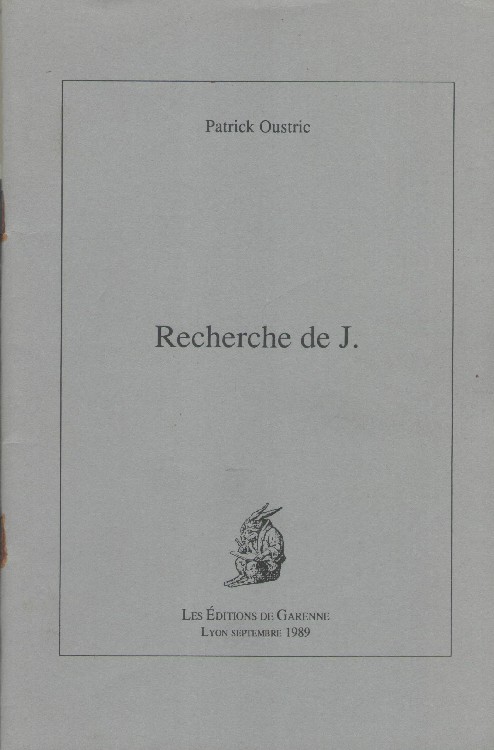 Patrick Oustric
Recherche de J.
LES ÉDITIONS DE GARENNE
LYON SEPTEMBRE 1989